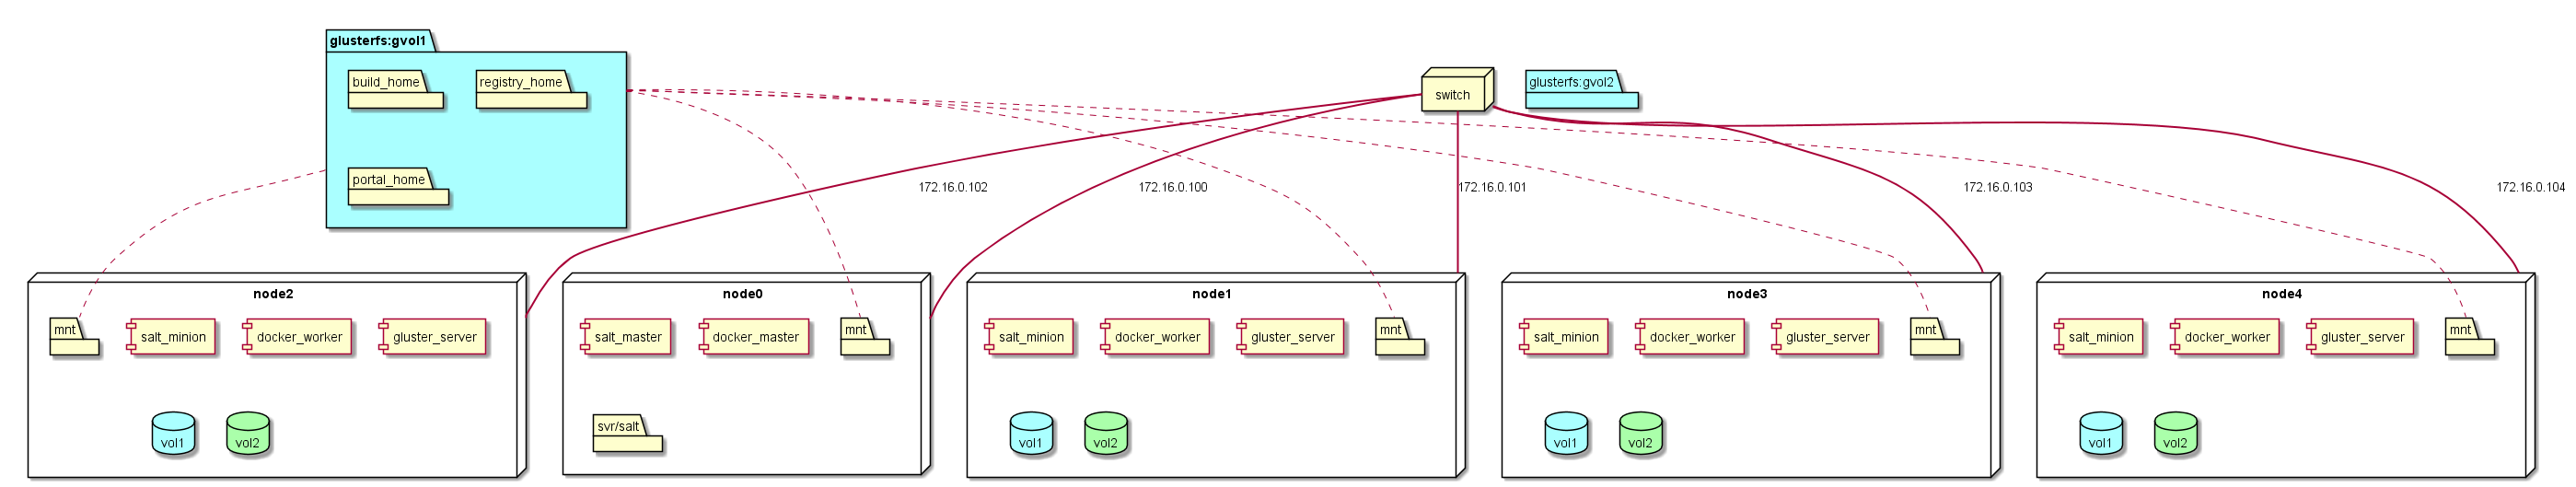 glusterfs:gvol1
build_home
registry_home
portal_home
switch
glusterfs:gvol2
172.16.0.102
172.16.0.100
172.16.0.101
172.16.0.103
172.16.0.104
node2
mnt
salt_minion
docker_worker
gluster_server
vol1
vol2
node0
salt_master
docker_master
mnt
svr/salt
node1
salt_minion
docker_worker
gluster_server
mnt
vol1
vol2
node3
salt_minion
docker_worker
gluster_server
mnt
vol1
vol2
node4
salt_minion
docker_worker
gluster_server
mnt
vol1
vol2